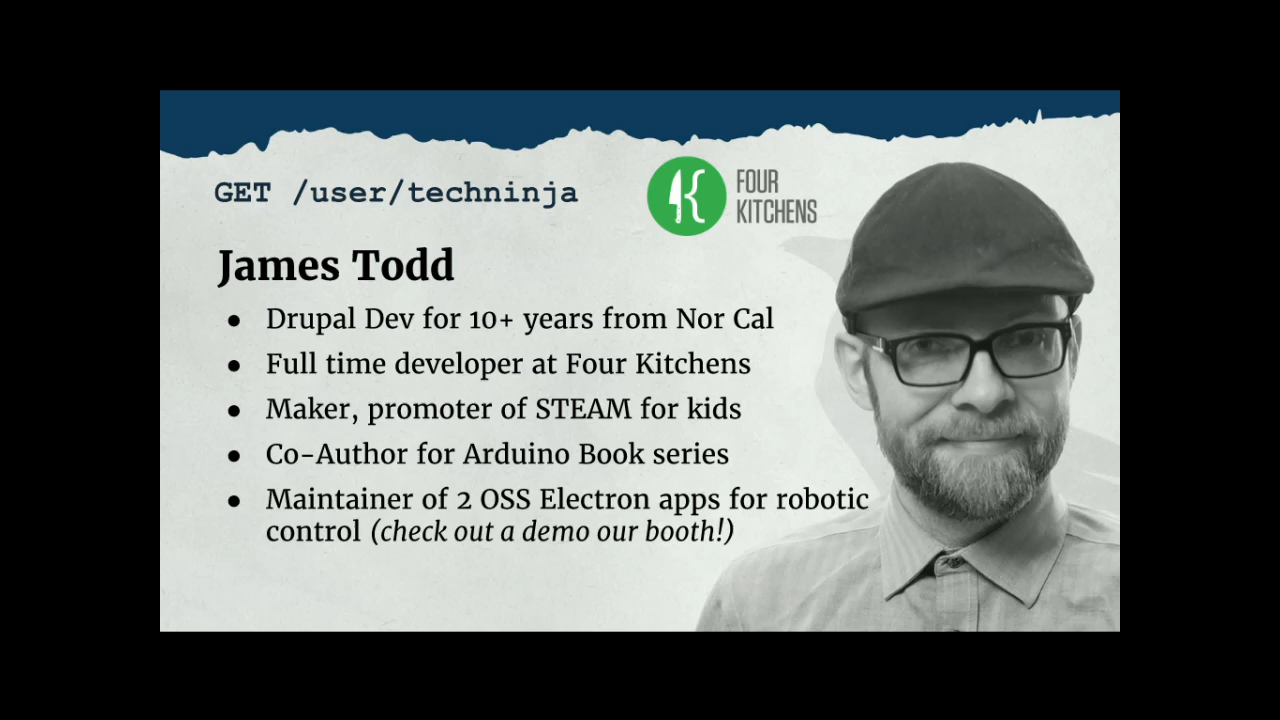 GET /user/techninja
FOUR
KITCHENS
James Todd
● Drupal Dev for 10+ years from Nor Cal
● Full time developer at Four Kitchens
● Maker, promoter of STEAM for kids
● Co-Author for Arduino Book series
● Maintainer of 2 OSS Electron apps for robotic
control (check out a demo our booth!)